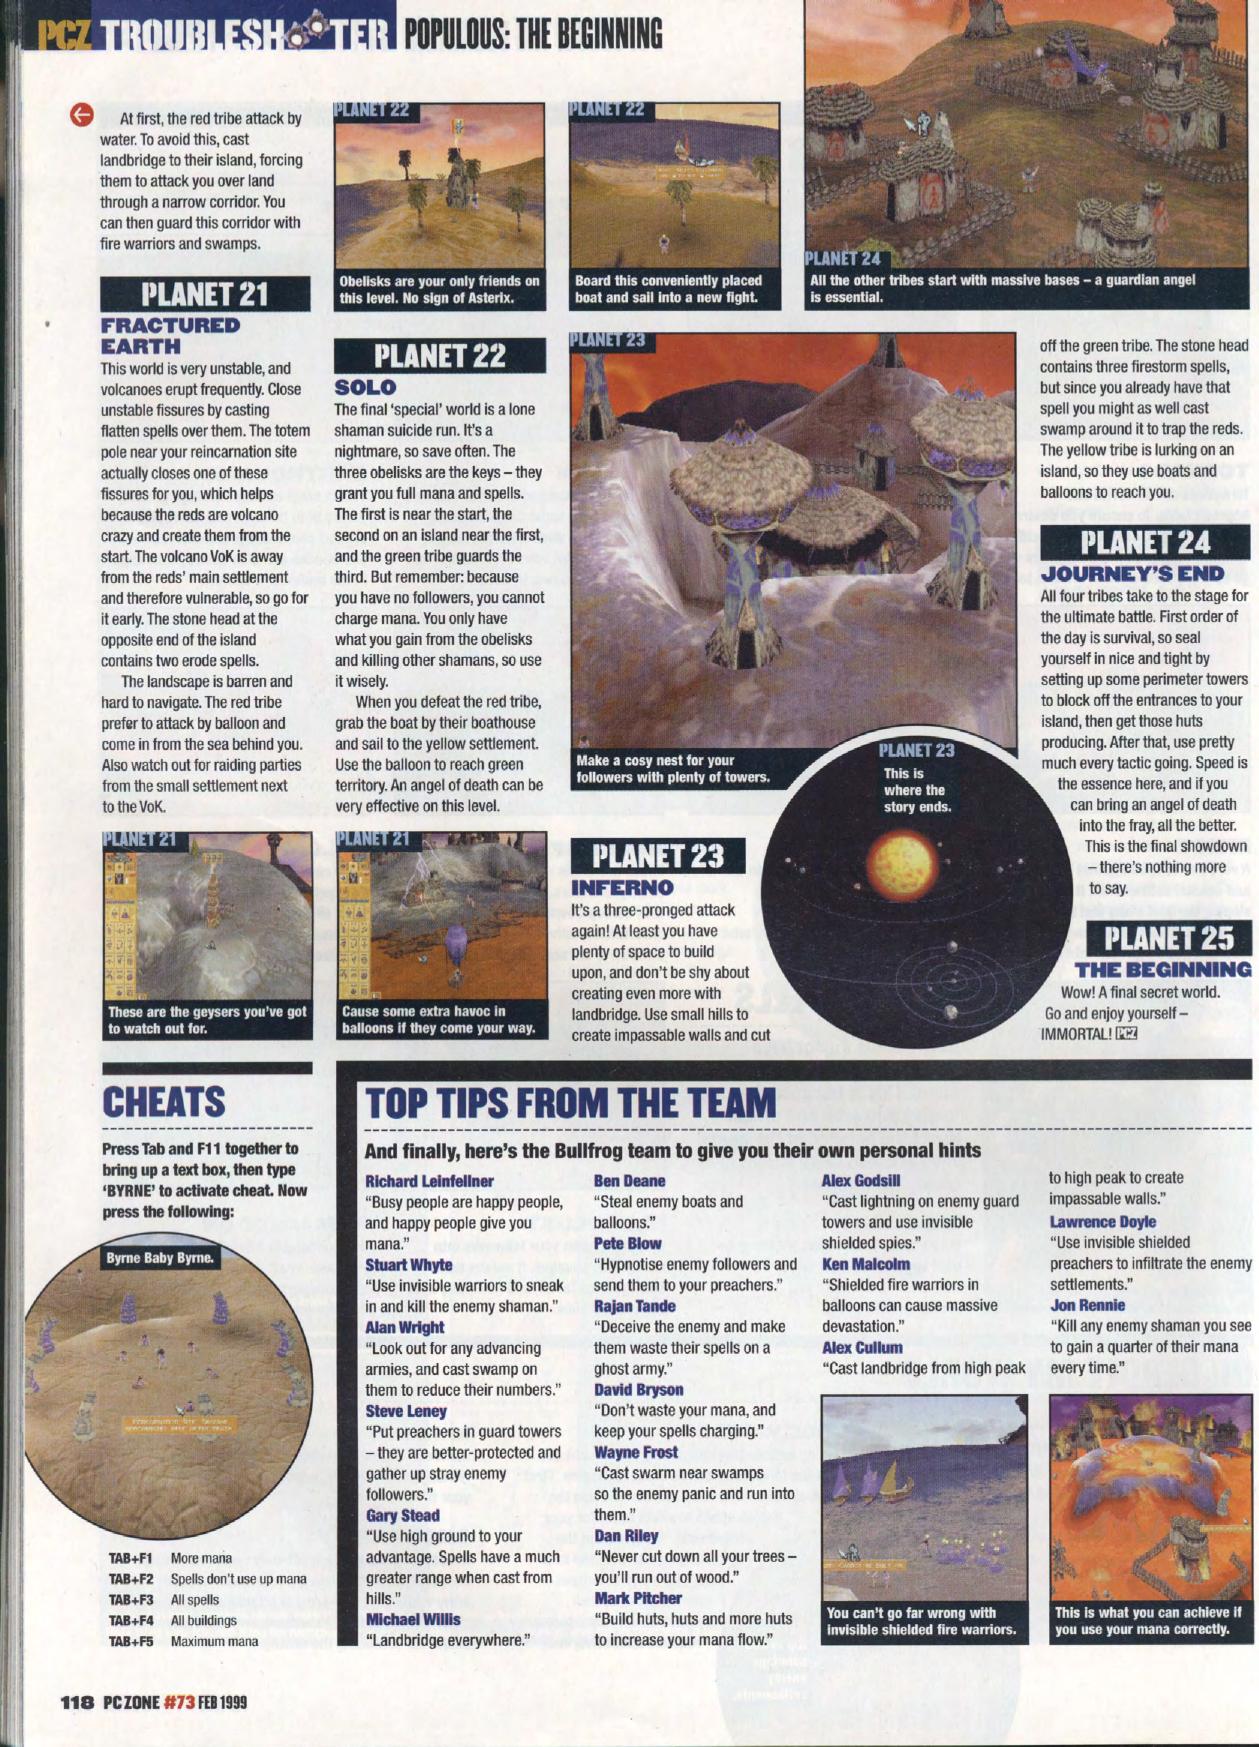 PCZ TROUBLESHOOTER POPULOUS: THE BEGINNING
At first, the red tribe attack by
water. To avoid this, cast
landbridge to their island, forcing
them to attack you over land
through a narrow corridor. You
can then guard this corridor with
fire warriors and swamps.
PLANET 21
FRACTURED
EARTH
This world is very unstable, and
volcanoes erupt frequently. Close
unstable fissures by casting
flatten spells over them. The totem
pole near your reincarnation site
actually closes one of these
fissures for you, which helps
because the reds are volcano
crazy and create them from the
start. The volcano VoK is away
from the reds' main settlement
and therefore vulnerable, so go for
it early. The stone head at the
opposite end of the island
contains two erode spells.
The landscape is barren and
hard to navigate. The red tribe
prefer to attack by balloon and
come in from the sea behind you.
Also watch out for raiding parties
from the small settlement next
to the VoK.
PLANET 21
These are the geysers you've got
to watch out for.
PLANET 22
Obelisks are your only friends on
this level. No sign of Asterix.
PLANET 22
Board this conveniently placed
boat and sail into a new fight.
PLANET 24
All the other tribes start with massive bases – a guardian angel
is essential.
PLANET 22
SOLO
The final 'special' world is a lone
shaman suicide run. It's a
nightmare, so save often. The
three obelisks are the keys – they
grant you full mana and spells.
The first is near the start, the
second on an island near the first,
and the green tribe guards the
third. But remember: because
you have no followers, you cannot
charge mana. You only have
what you gain from the obelisks
and killing other shamans, so use
it wisely.
When you defeat the red tribe,
grab the boat by their boathouse
and sail to the yellow settlement.
Use the balloon to reach green
territory. An angel of death can be
very effective on this level.
PLANET 21
Cause some extra havoc in
balloons if they come your way.
PLANET 23
Make a cosy nest for your
followers with plenty of towers.
PLANET 23
This is
where the
story ends.
PLANET 23
INFERNO
It's a three-pronged attack
again! At least you have
plenty of space to build
upon, and don't be shy about
creating even more with
landbridge. Use small hills to
create impassable walls and cut
off the green tribe. The stone head
contains three firestorm spells,
but since you already have that
spell you might as well cast
swamp around it to trap the reds.
The yellow tribe is lurking on an
island, so they use boats and
balloons to reach you.
PLANET 24
JOURNEY'S END
All four tribes take to the stage for
the ultimate battle. First order of
the day is survival, so seal
yourself in nice and tight by
setting up some perimeter towers
to block off the entrances to your
island, then get those huts
producing. After that, use pretty
much every tactic going. Speed is
the essence here, and if you
can bring an angel of death
into the fray, all the better.
This is the final showdown
– there's nothing more
to say.
PLANET 25
THE BEGINNING
Wow! A final secret world.
Go and enjoy yourself –
IMMORTAL! PCZ
CHEATS
Press Tab and F11 together to
bring up a text box, then type
'BYRNE' to activate cheat. Now
press the following:
Byrne Baby Byrne.
TAB+F1 More mana
TAB+F2 Spells don't use up mana
TAB+F3 All spells
TAB+F4 All buildings
TAB+F5 Maximum mana
TOP TIPS FROM THE TEAM
And finally, here's the Bullfrog team to give you their own personal hints
Richard Leinfellner
"Busy people are happy people,
and happy people give you
mana."
Stuart Whyte
"Use invisible warriors to sneak
in and kill the enemy shaman."
Alan Wright
"Look out for any advancing
armies, and cast swamp on
them to reduce their numbers."
Steve Leney
"Put preachers in guard towers
– they are better-protected and
gather up stray enemy
followers."
Gary Stead
"Use high ground to your
advantage. Spells have a much
greater range when cast from
hills."
Michael Willis
"Landbridge everywhere."
Ben Deane
"Steal enemy boats and
balloons."
Pete Blow
"Hypnotise enemy followers and
send them to your preachers."
Rajan Tande
"Deceive the enemy and make
them waste their spells on a
ghost army."
David Bryson
"Don't waste your mana, and
keep your spells charging."
Wayne Frost
"Cast swarm near swamps
so the enemy panic and run into
them."
Dan Riley
"Never cut down all your trees –
you'll run out of wood."
Mark Pitcher
"Build huts, huts and more huts
to increase your mana flow."
Alex Godsill
"Cast lightning on enemy guard
towers and use invisible
shielded spies."
Ken Malcolm
"Shielded fire warriors in
balloons can cause massive
devastation."
Alex Cullum
"Cast landbridge from high peak
to high peak to create
impassable walls."
Lawrence Doyle
"Use invisible shielded
preachers to infiltrate the enemy
settlements."
Jon Rennie
"Kill any enemy shaman you see
to gain a quarter of their mana
every time."
You can't go far wrong with
invisible shielded fire warriors.
This is what you can achieve if
you use your mana correctly.
118 PC ZONE #73 FEB 1999